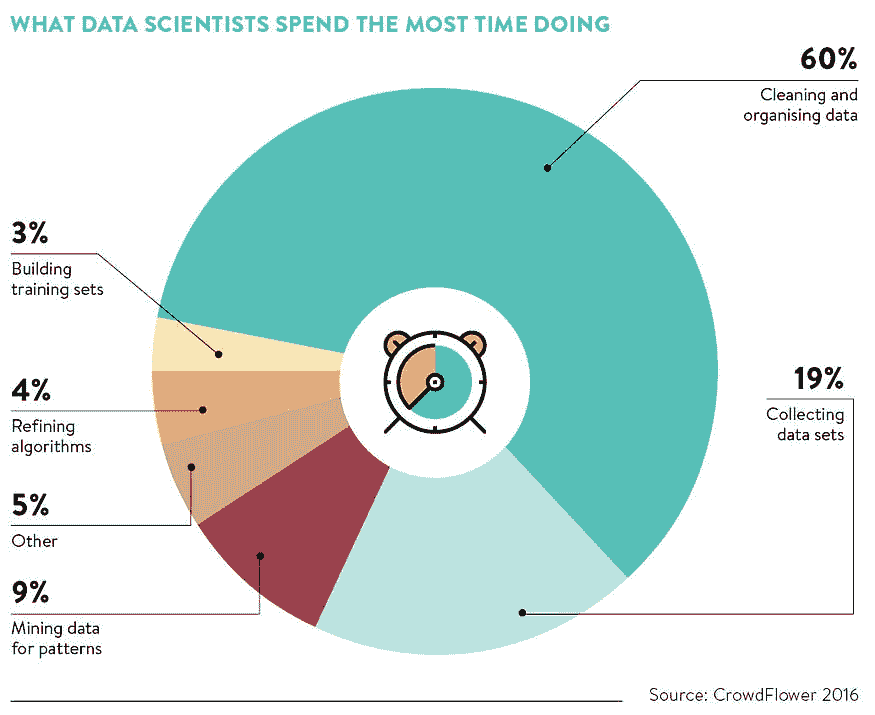 WHAT DATA SCIENTISTS SPEND THE MOST TIME DOING
60%
Cleaning and
organising data
3%
Building
training sets
19%
Collecting
data sets
4%
Refining
algorithms
5%
Other
9%
Mining data
for patterns
Source: CrowdFlower 2016